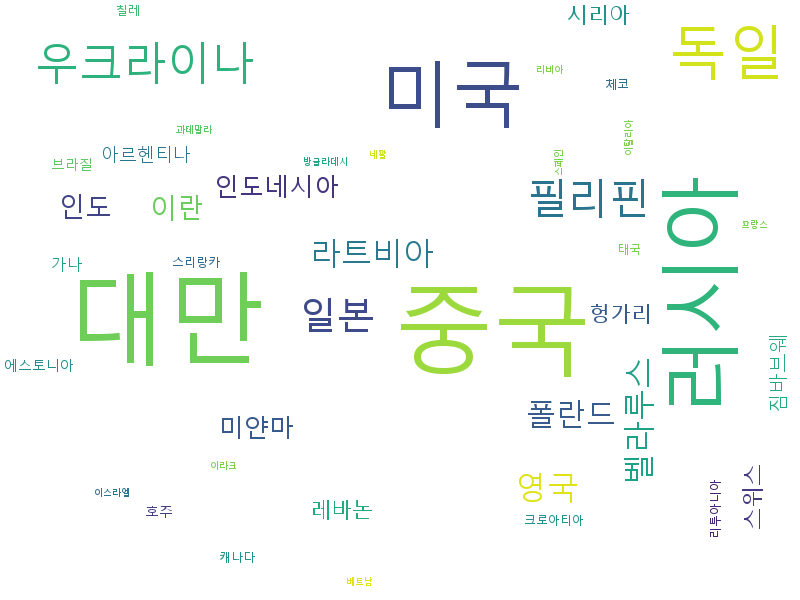 칠레
시리아
우크라이나
미국
독일
리비아
체코
과테말라
아르헨티나
브라질
방글라데시
네팔
스페인
이탈리아
인도
이란
인도네시아
필리핀
러시아
프랑스
가나
스리랑카
라트비아
태국
대만
일본
중국
헝가리
에스토니아
짐바브웨
미얀마
폴란드
벨라루스
이라크
이스라엘
호주
레바논
영국
크로아티아
리투아니아
스위스
캐나다
베트남